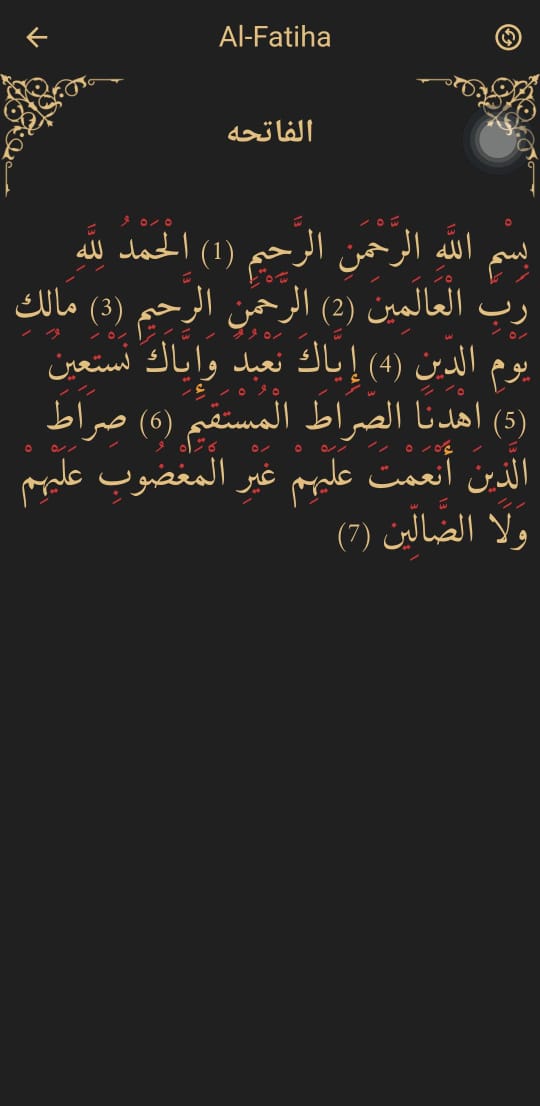 Al-Fatiha
الفاتحه
بِسْمِ اللَّهِ الرَّحْمَنِ الرَّحِيمِ (1) الْحَمْدُ لِلَّهِ
رَبِّ الْعَالَمِينَ (2) الرَّحْمَنِ الرَّحِيمِ (3) مَالِكِ
يَوْمِ الدِّينِ (4) إِيَّاكَ نَعْبُدُ وَإِيَّاكَ نَسْتَعِينُ
(5) اهْدِنَا الصِّرَاطَ الْمُسْتَقِيمَ (6) صِرَاطَ
الَّذِينَ أَنْعَمْتَ عَلَيْهِمْ غَيْرِ الْمَغْضُوبِ عَلَيْهِمْ
وَلَا الضَّالِّين (7)